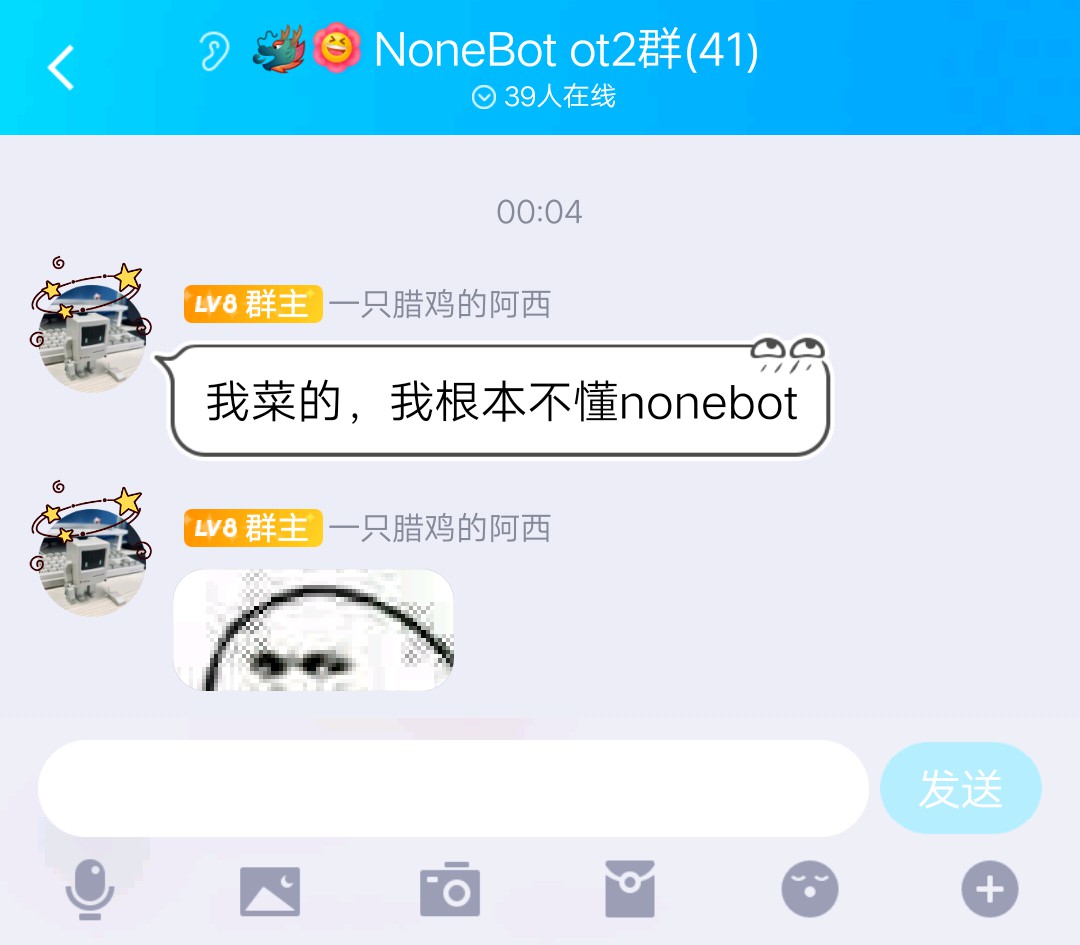 NoneBot ot2群(41)
39人在线
00:04
LV8 群主 一只腊鸡的阿西
我菜的，我根本不懂nonebot
LV8 群主 一只腊鸡的阿西
发送